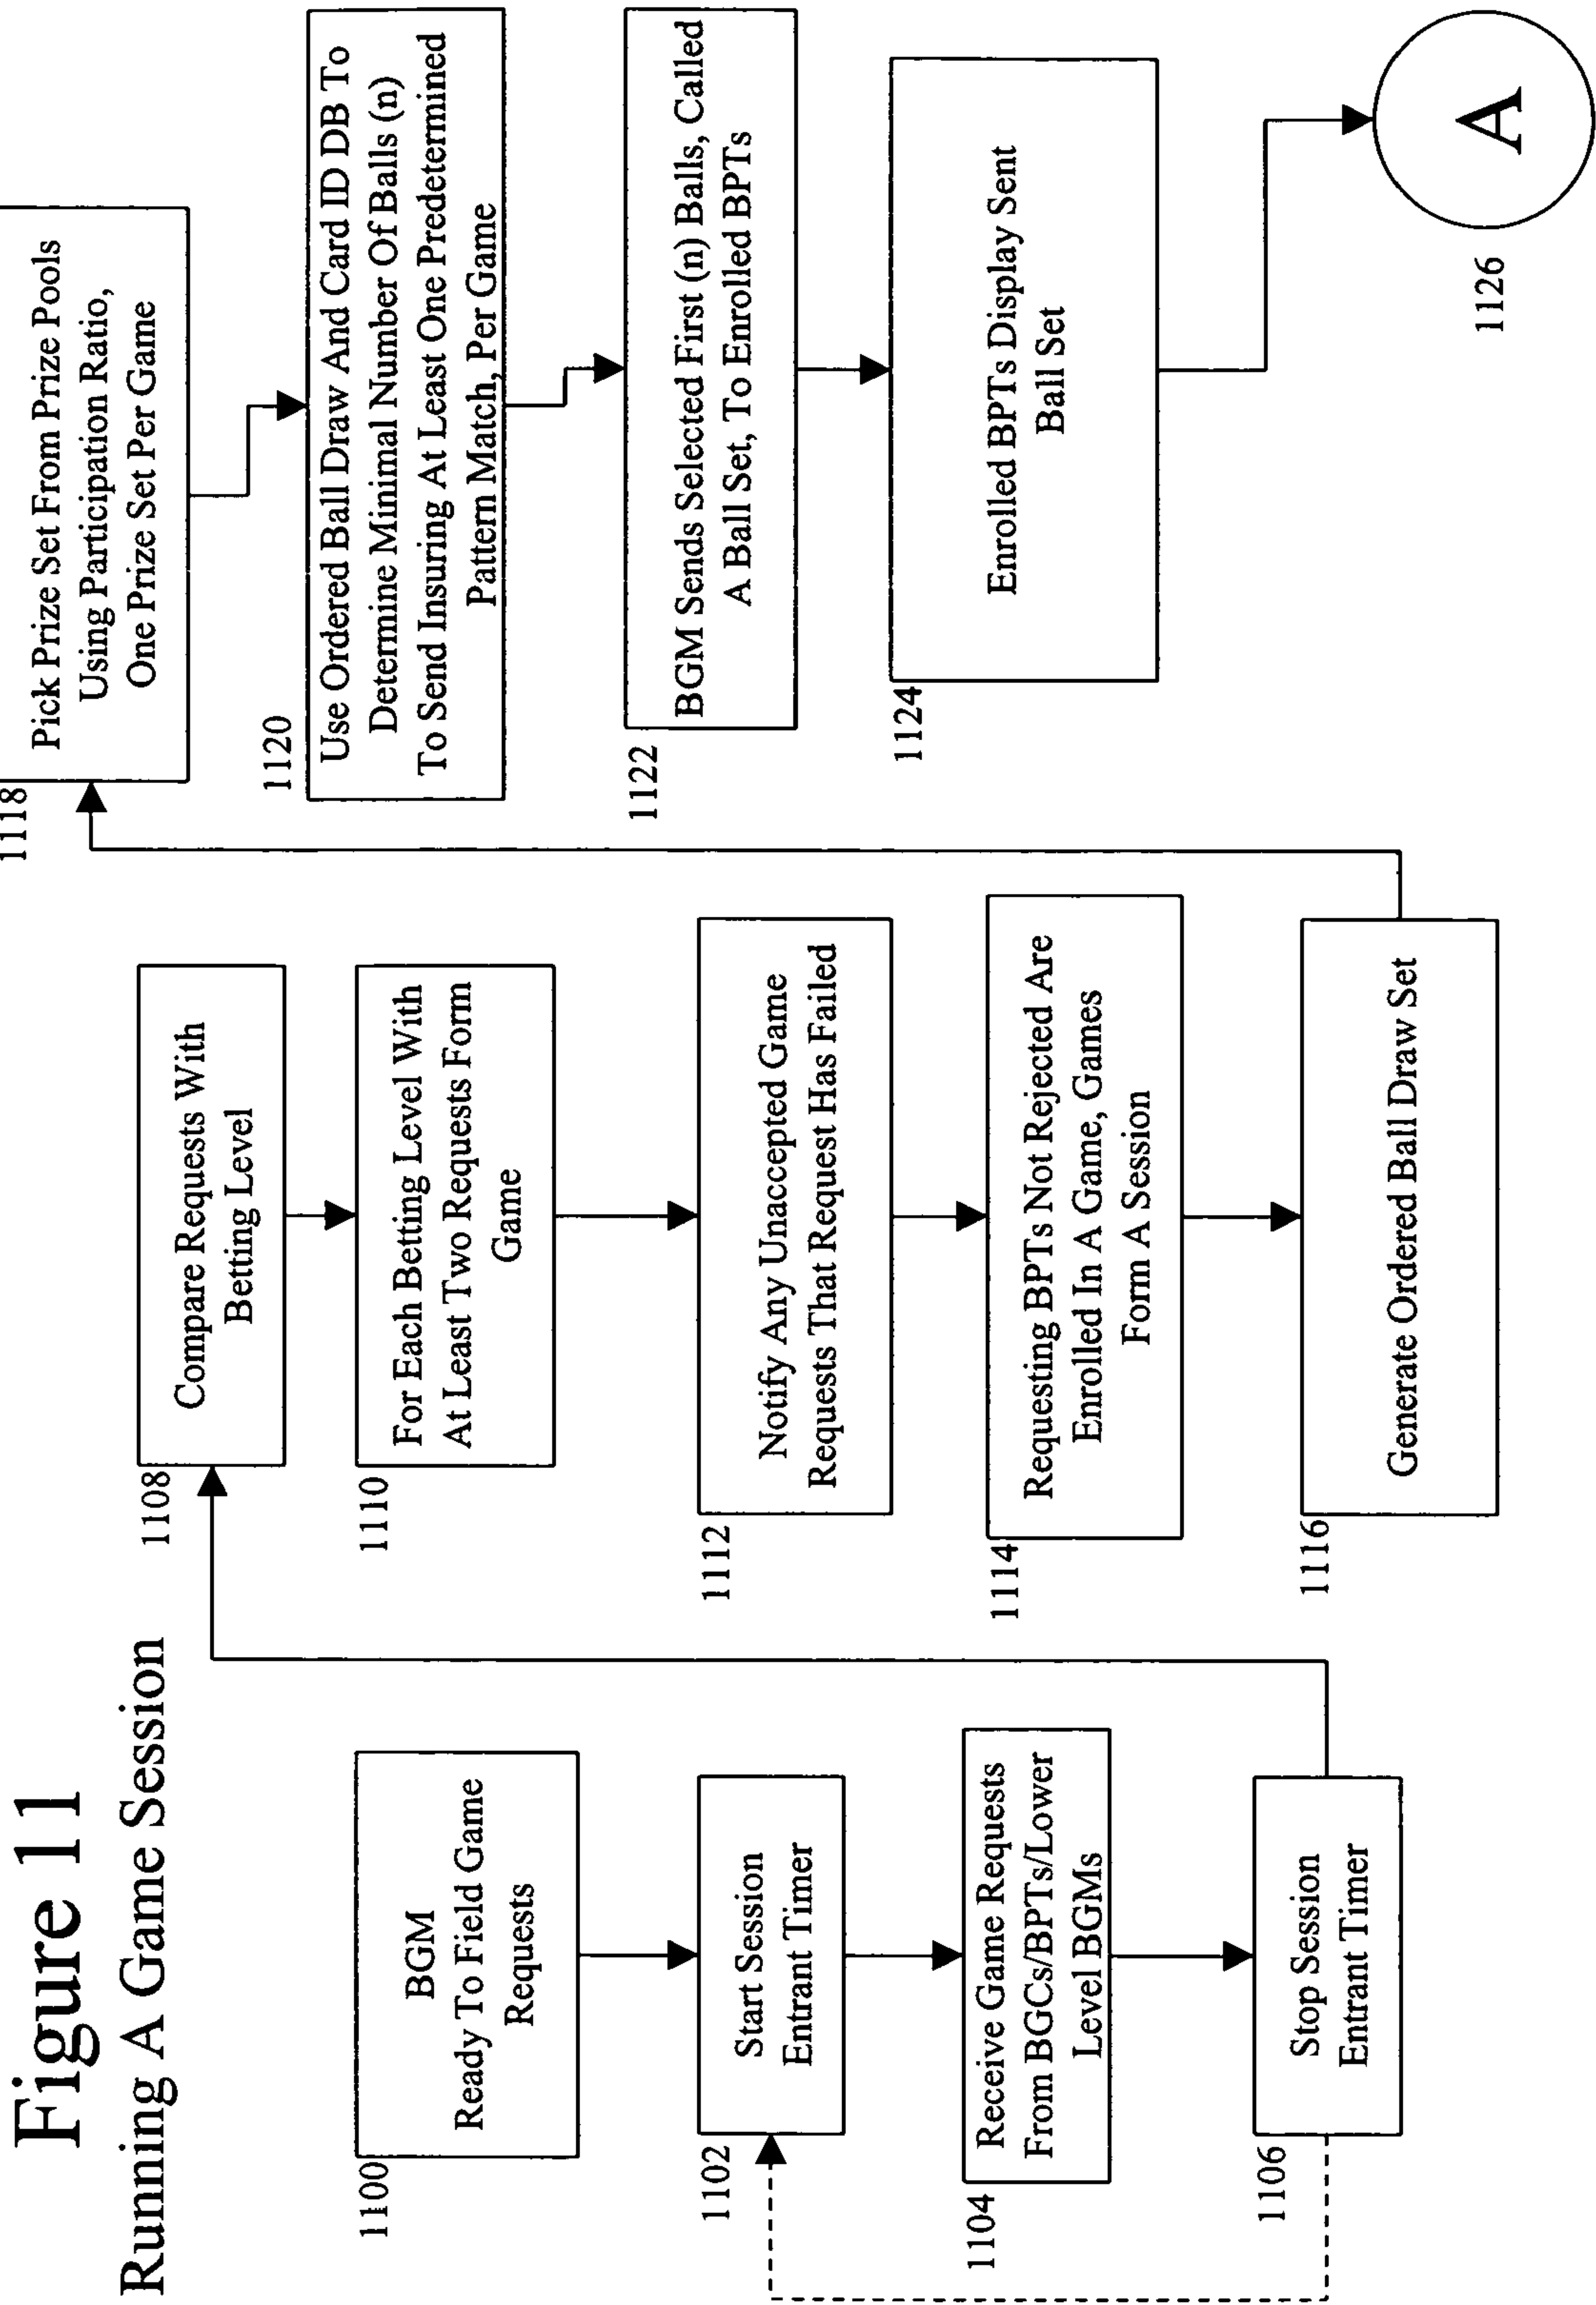 Figure 11
Running A Game Session
1100
BGM
Ready To Field Game
Requests
1102
Start Session
Entrant Timer
1104
Receive Game Requests
From BGCs/BPTs/Lower
Level BGMs
1106
Stop Session
Entrant Timer
1108
Compare Requests With
Betting Level
1110
For Each Betting Level With
At Least Two Requests Form
Game
1112
Notify Any Unaccepted Game
Requests That Request Has Failed
1114
Requesting BPTs Not Rejected Are
Enrolled In A Game, Games
Form A Session
1116
Generate Ordered Ball Draw Set
1118
Pick Prize Set From Prize Pools
Using Participation Ratio,
One Prize Set Per Game
1120
Use Ordered Ball Draw And Card ID DB To
Determine Minimal Number Of Balls (n)
To Send Insuring At Least One Predetermined
Pattern Match, Per Game
1122
BGM Sends Selected First (n) Balls, Called
A Ball Set, To Enrolled BPTs
1124
Enrolled BPTs Display Sent
Ball Set
1126
A